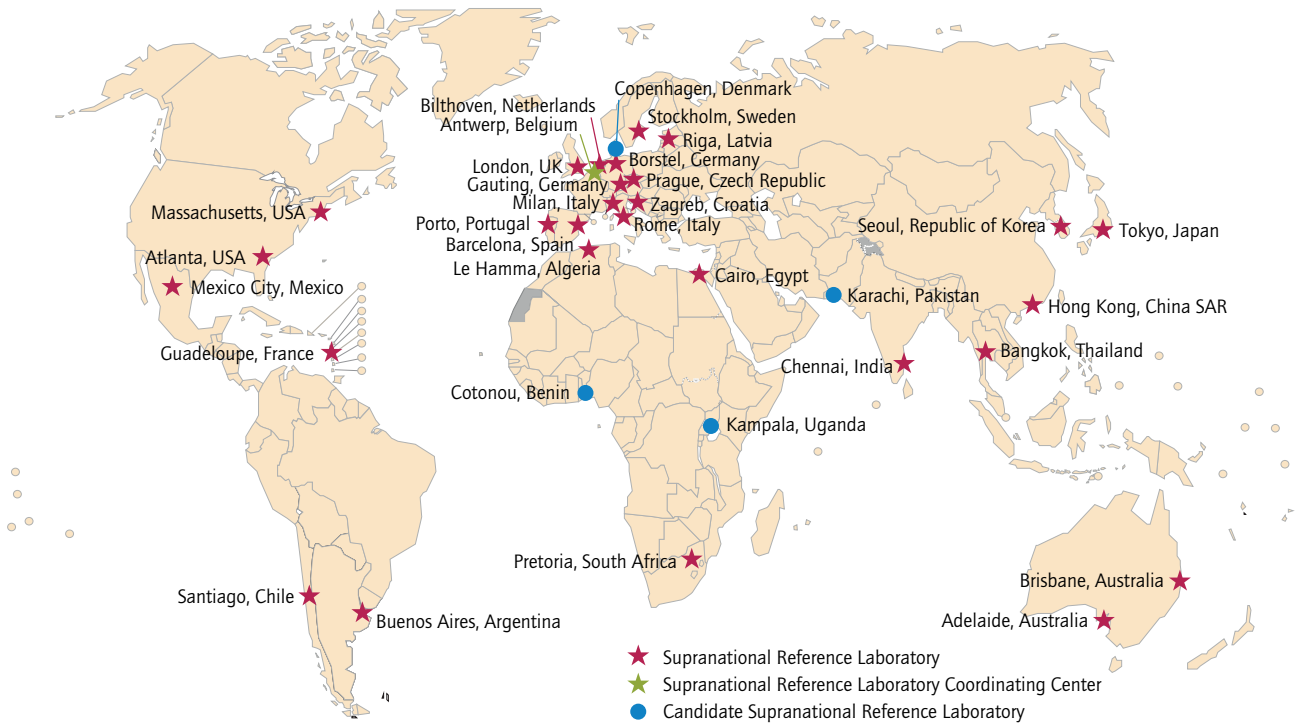 Copenhagen, Denmark
Bilthoven, Netherlands
Stockholm, Sweden
Antwerp, Belgium
Riga, Latvia
London, UK
Borstel, Germany
Gauting, Germany
Prague, Czech Republic
Milan, Italy
Zagreb, Croatia
Massachusetts, USA
Porto, Portugal
Rome, Italy
Seoul, Republic of Korea
Tokyo, Japan
Barcelona, Spain
Atlanta, USA
Le Hamma, Algeria
Cairo, Egypt
Mexico City, Mexico
Karachi, Pakistan
Hong Kong, China SAR
Guadeloupe, France
Bangkok, Thailand
Chennai, India
Cotonou, Benin
Kampala, Uganda
Pretoria, South Africa
Brisbane, Australia
Santiago, Chile
Buenos Aires, Argentina
Adelaide, Australia
Supranational Reference Laboratory
Supranational Reference Laboratory Coordinating Center
Candidate Supranational Reference Laboratory